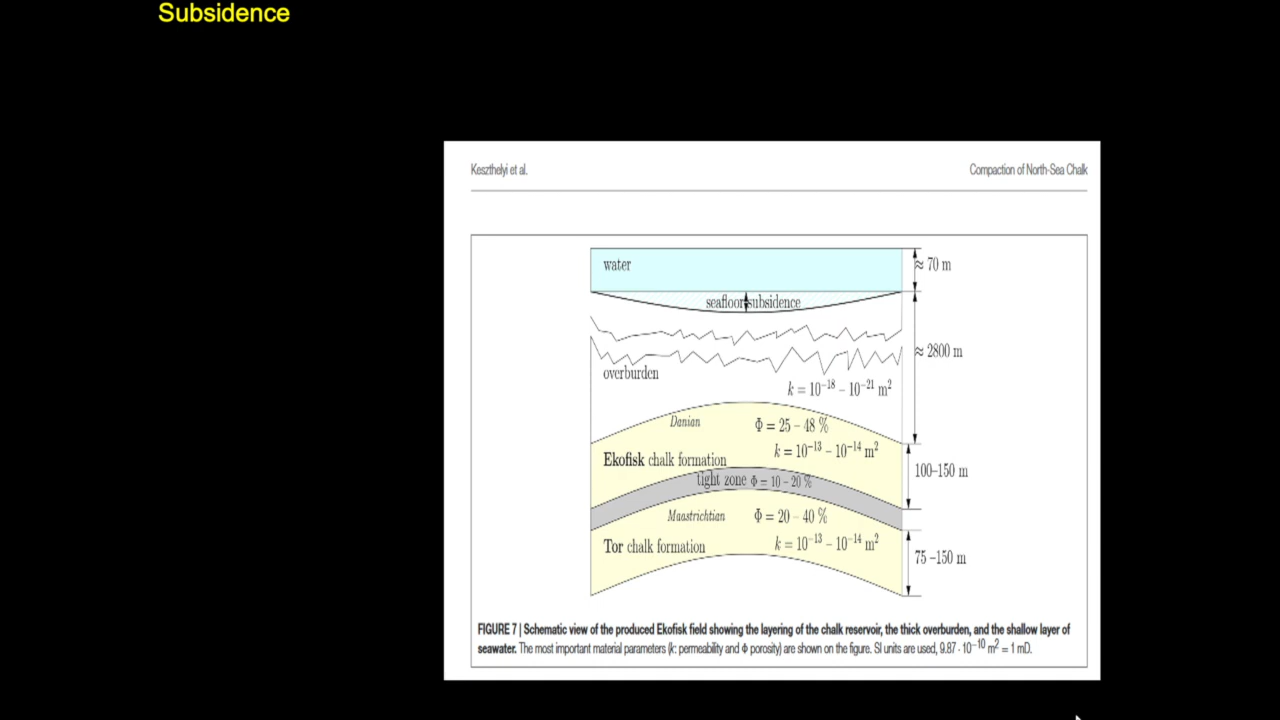 Subsidence
Keszthelyi et al.
Compaction of North-Sea Chalk
water
≈ 70 m
seafloor subsidence
≈ 2800 m
overburden
k = 10⁻¹⁸ – 10⁻²¹ m²
Danian
Φ = 25 – 48 %
k = 10⁻¹³ – 10⁻¹⁴ m²
Ekofisk chalk formation
100–150 m
tight zone Φ = 10 – 20 %
Maastrichtian
Φ = 20 – 40 %
Tor chalk formation
k = 10⁻¹³ – 10⁻¹⁴ m²
75 –150 m
FIGURE 7 | Schematic view of the produced Ekofisk field showing the layering of the chalk reservoir, the thick overburden, and the shallow layer of
seawater. The most important material parameters (k: permeability and Φ porosity) are shown on the figure. SI units are used, 9.87 · 10⁻¹⁰ m² = 1 mD.